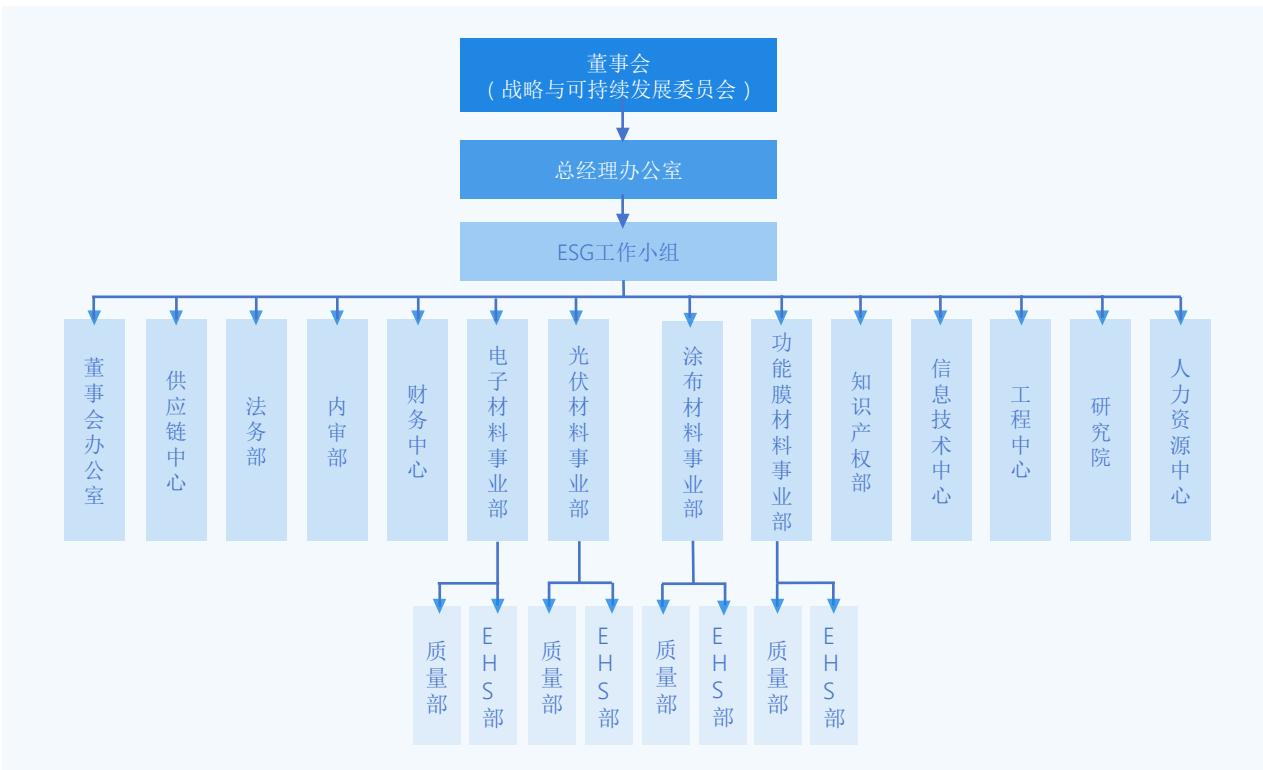 董事会
（战略与可持续发展委员会）
总经理办公室
ESG工作小组
董事会办公室
供应链中心
法务部
内审部
财务中心
电子材料事业部
光伏材料事业部
涂布材料事业部
功能膜材料事业部
知识产权部
信息技术中心
工程中心
研究院
人力资源中心
质量部
EHS部
质量部
EHS部
质量部
EHS部
质量部
EHS部